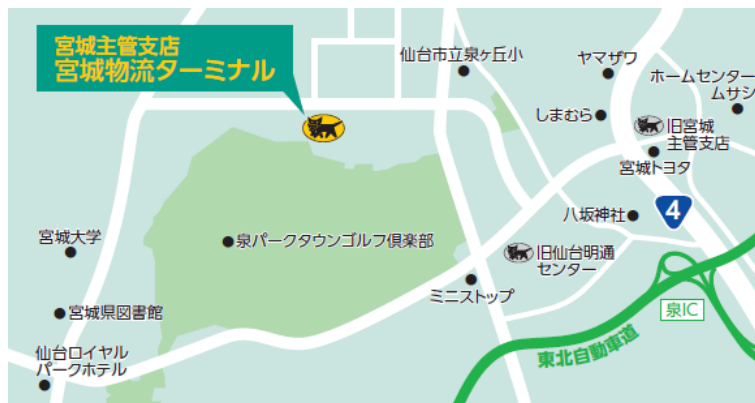 宮城主管支店
宮城物流ターミナル
仙台市立泉ヶ丘小
ヤマザワ
ホームセンター
ムサシ
しまむら
旧宮城
主管支店
宮城トヨタ
八坂神社
4
宮城大学
泉パークタウンゴルフ倶楽部
旧仙台明通
センター
ミニストップ
宮城県図書館
泉IC
仙台ロイヤル
パークホテル
東北自動車道